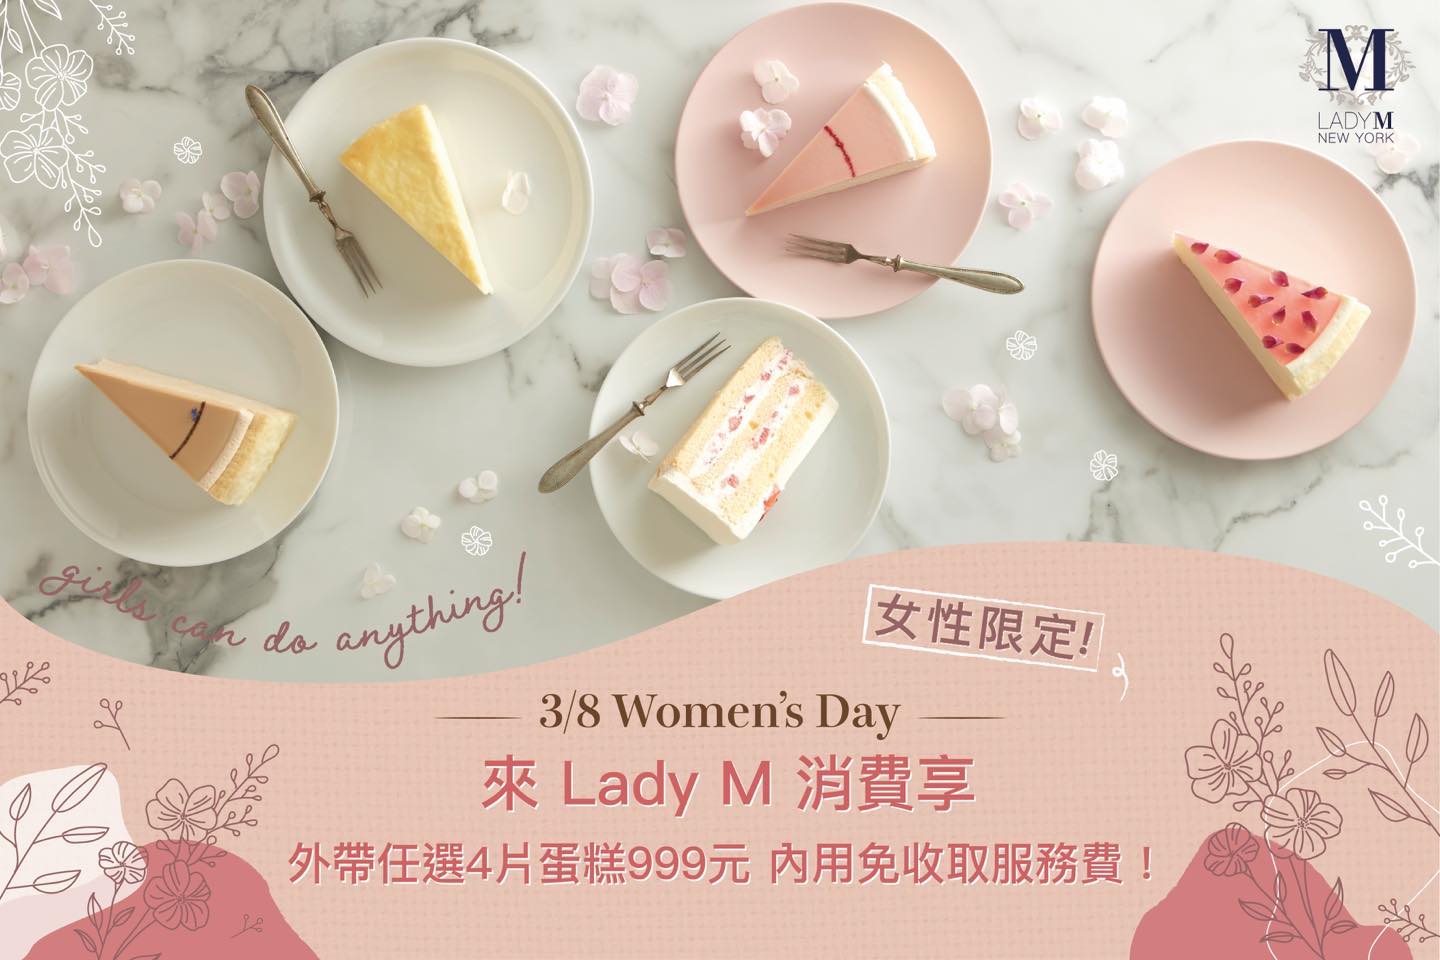 M
LADY M
NEW YORK
girls can do anything!
女性限定!
3/8 Women's Day
來 Lady M 消費享
外帶任選4片蛋糕999元 內用免收取服務費！